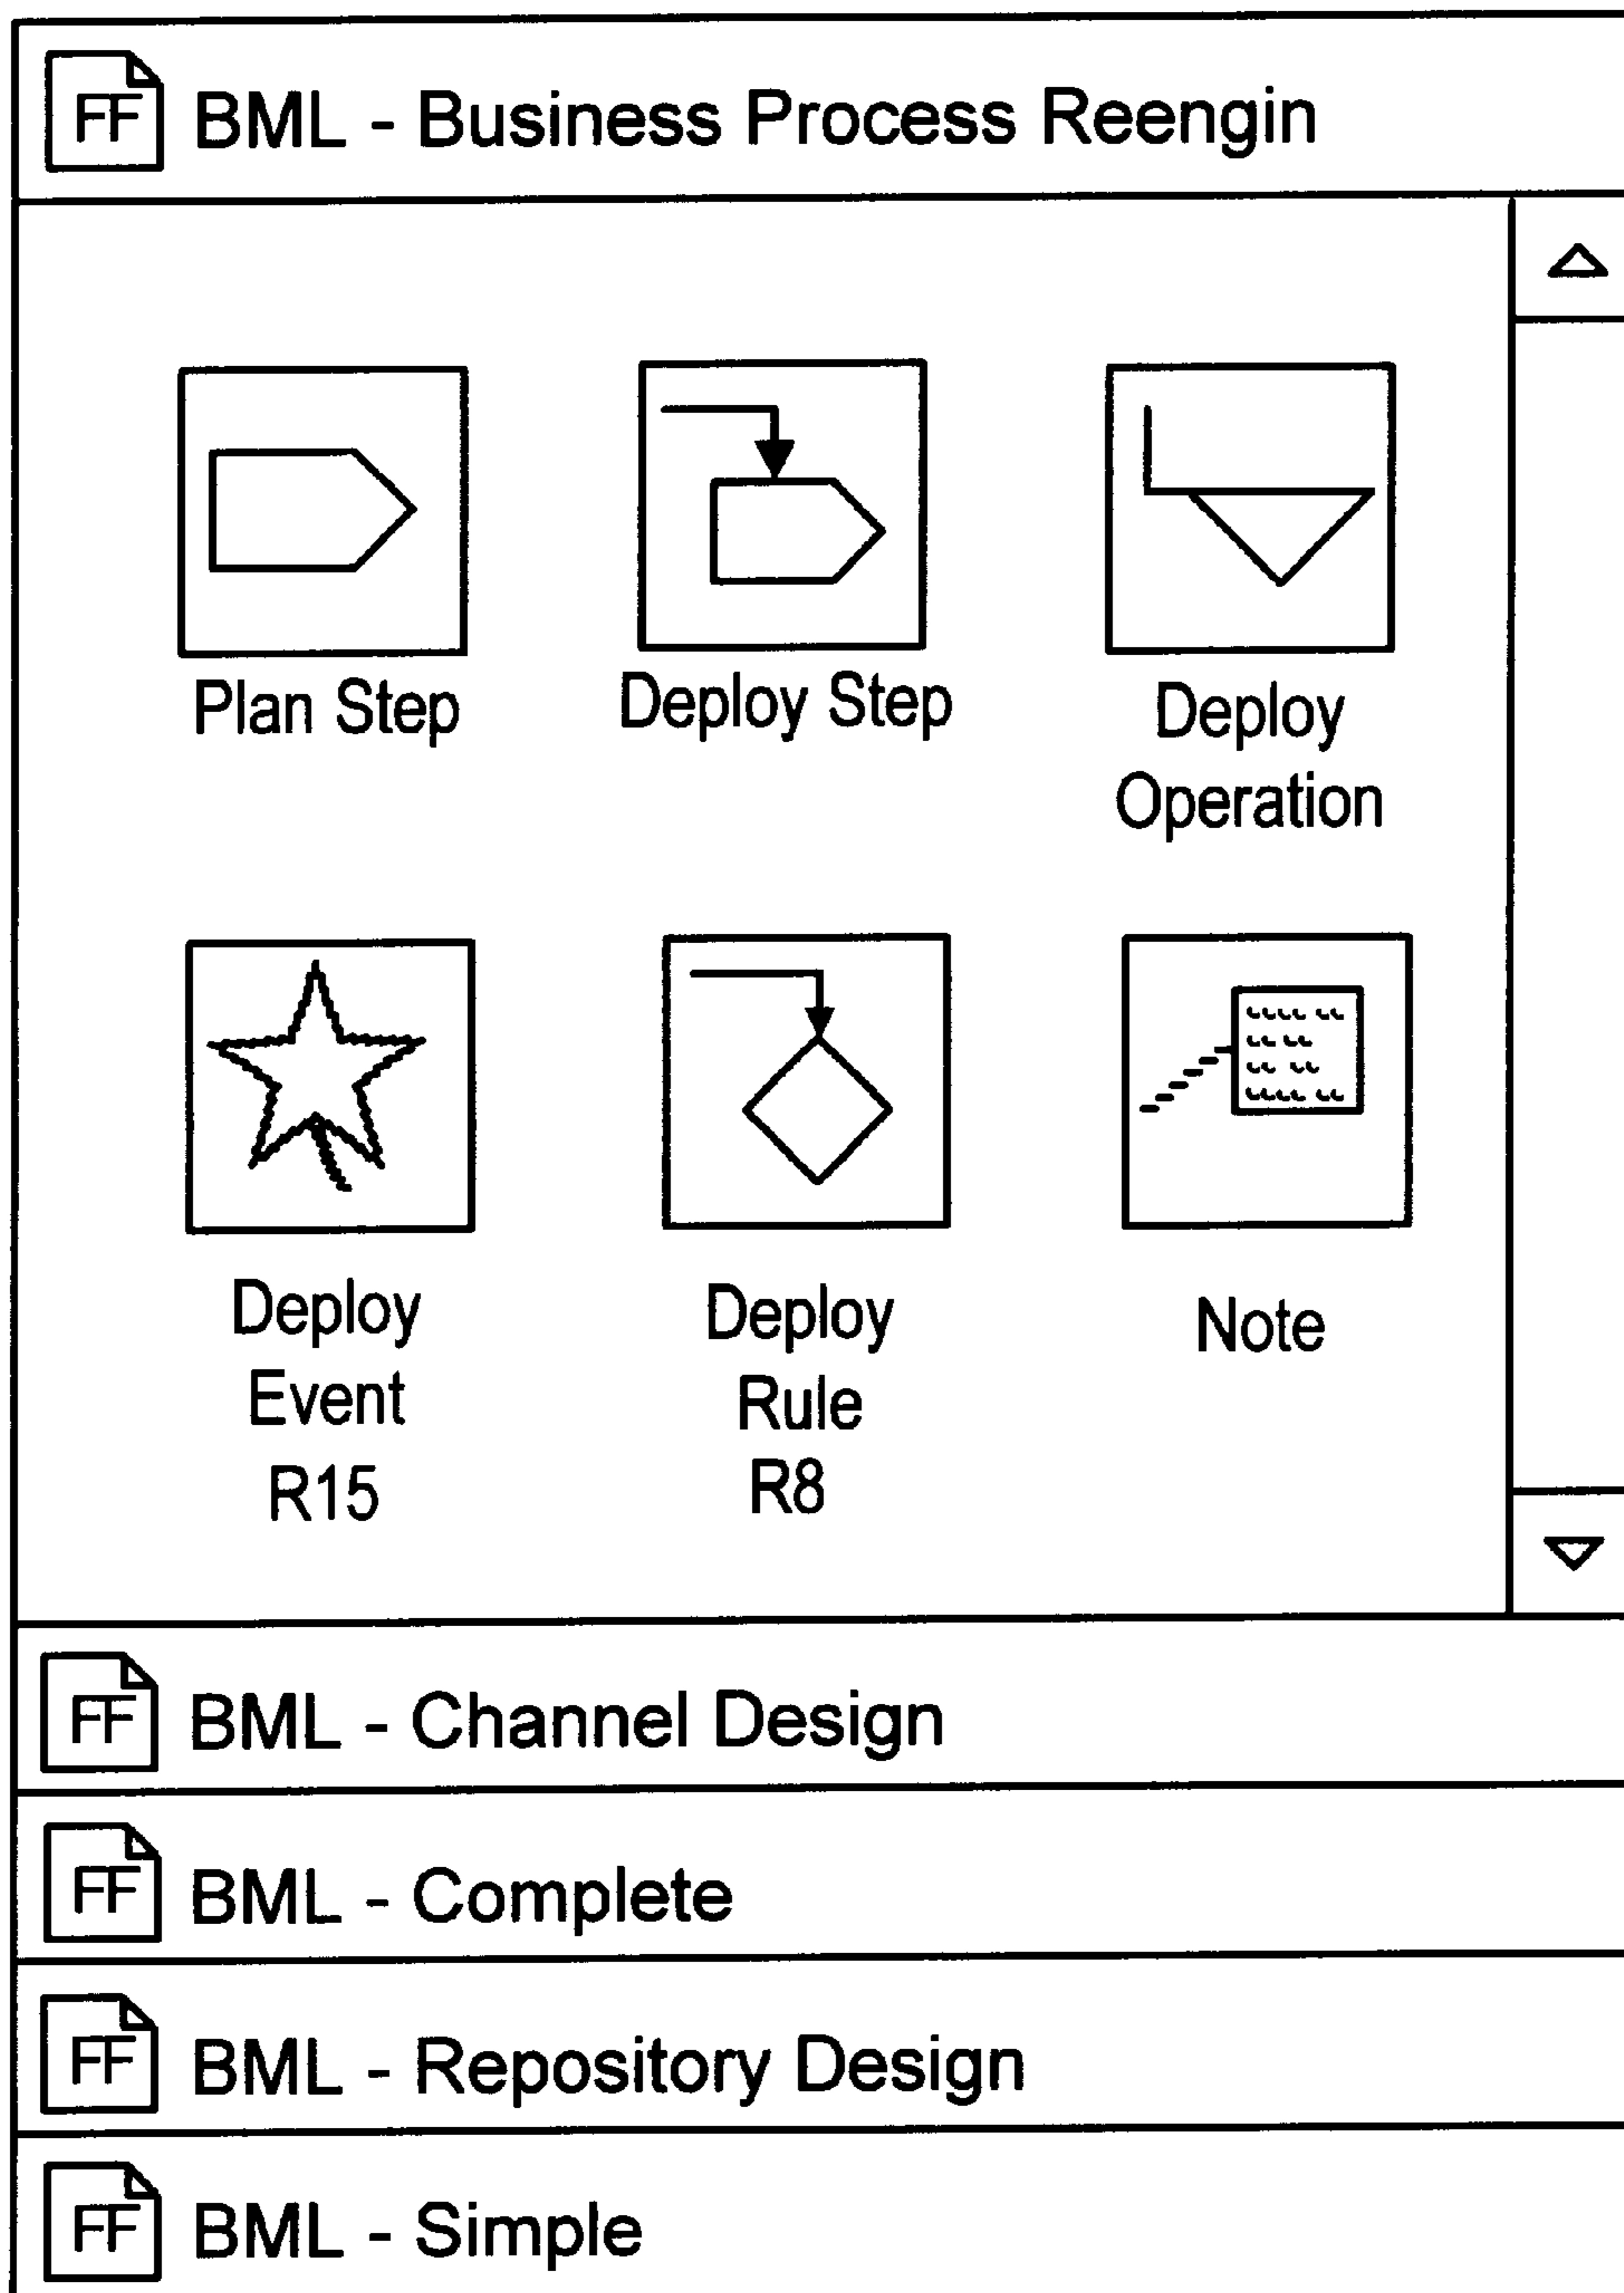 FF BML - Business Process Reengin
Plan Step
Deploy Step
Deploy
Operation
Deploy
Event
R15
Deploy
Rule
R8
Note
FF BML - Channel Design
FF BML - Complete
FF BML - Repository Design
FF BML - Simple